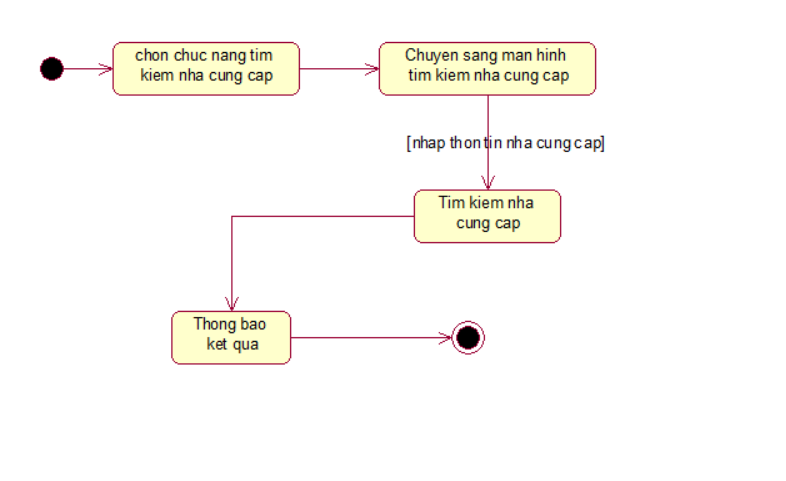 chon chuc nang tim
kiem nha cung cap
Chuyen sang man hinh
tim kiem nha cung cap
[nhap thon tin nha cung cap]
Tim kiem nha
cung cap
Thong bao
ket qua